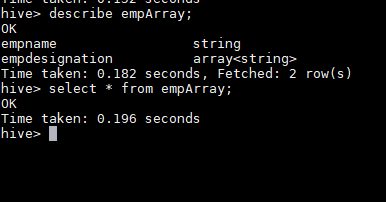 Time taken: 0.132 seconds
hive> describe empArray;
OK
empname string
empdesignation array<string>
Time taken: 0.182 seconds, Fetched: 2 row(s)
hive> select * from empArray;
OK
Time taken: 0.196 seconds
hive>